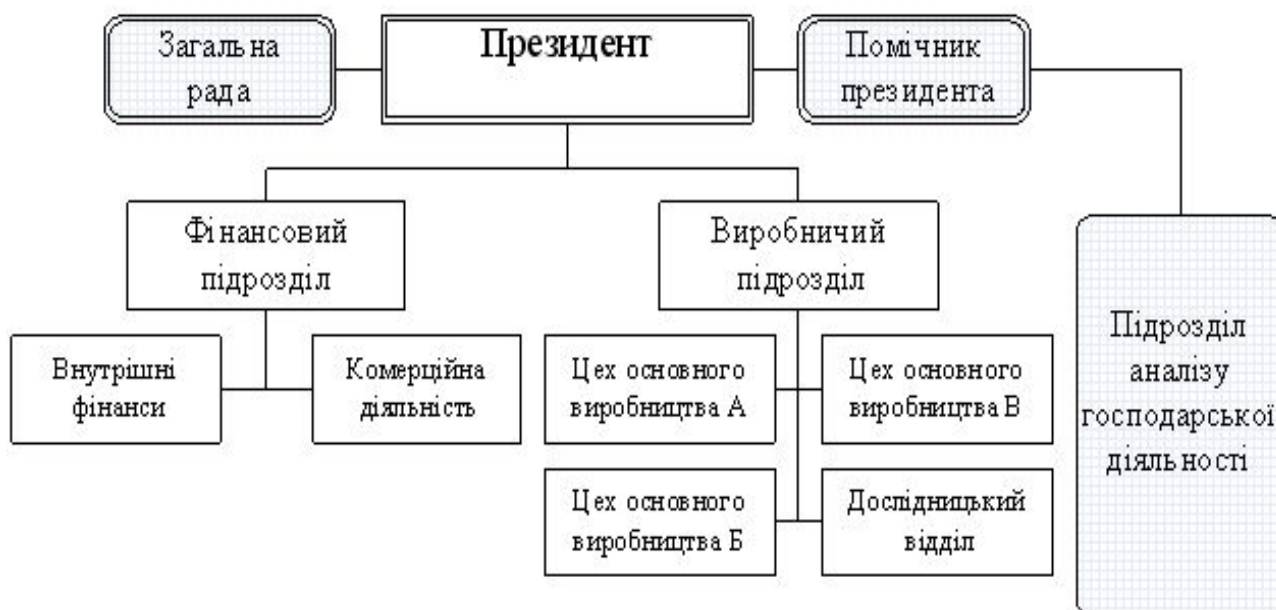 Загальна
рада
Президент
Помічник
президента
Фінансовий
підрозділ
Виробничий
підрозділ
Внутрішні
фінанси
Комерційна
діяльність
Цех основного
виробництва А
Цех основного
виробництва В
Цех основного
виробництва Б
Дослідницький
відділ
Підрозділ
аналізу
господарської
діяльності